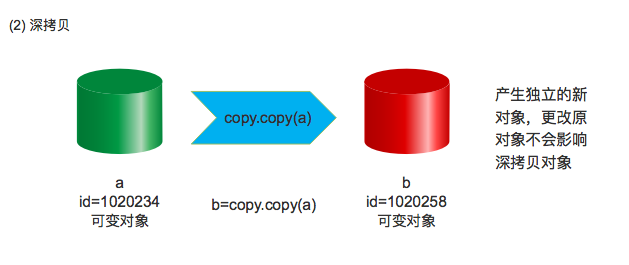 (2) 深拷贝
copy.copy(a)
产生独立的新
对象，更改原
对象不会影响
深拷贝对象
a
id=1020234
可变对象
b=copy.copy(a)
b
id=1020258
可变对象